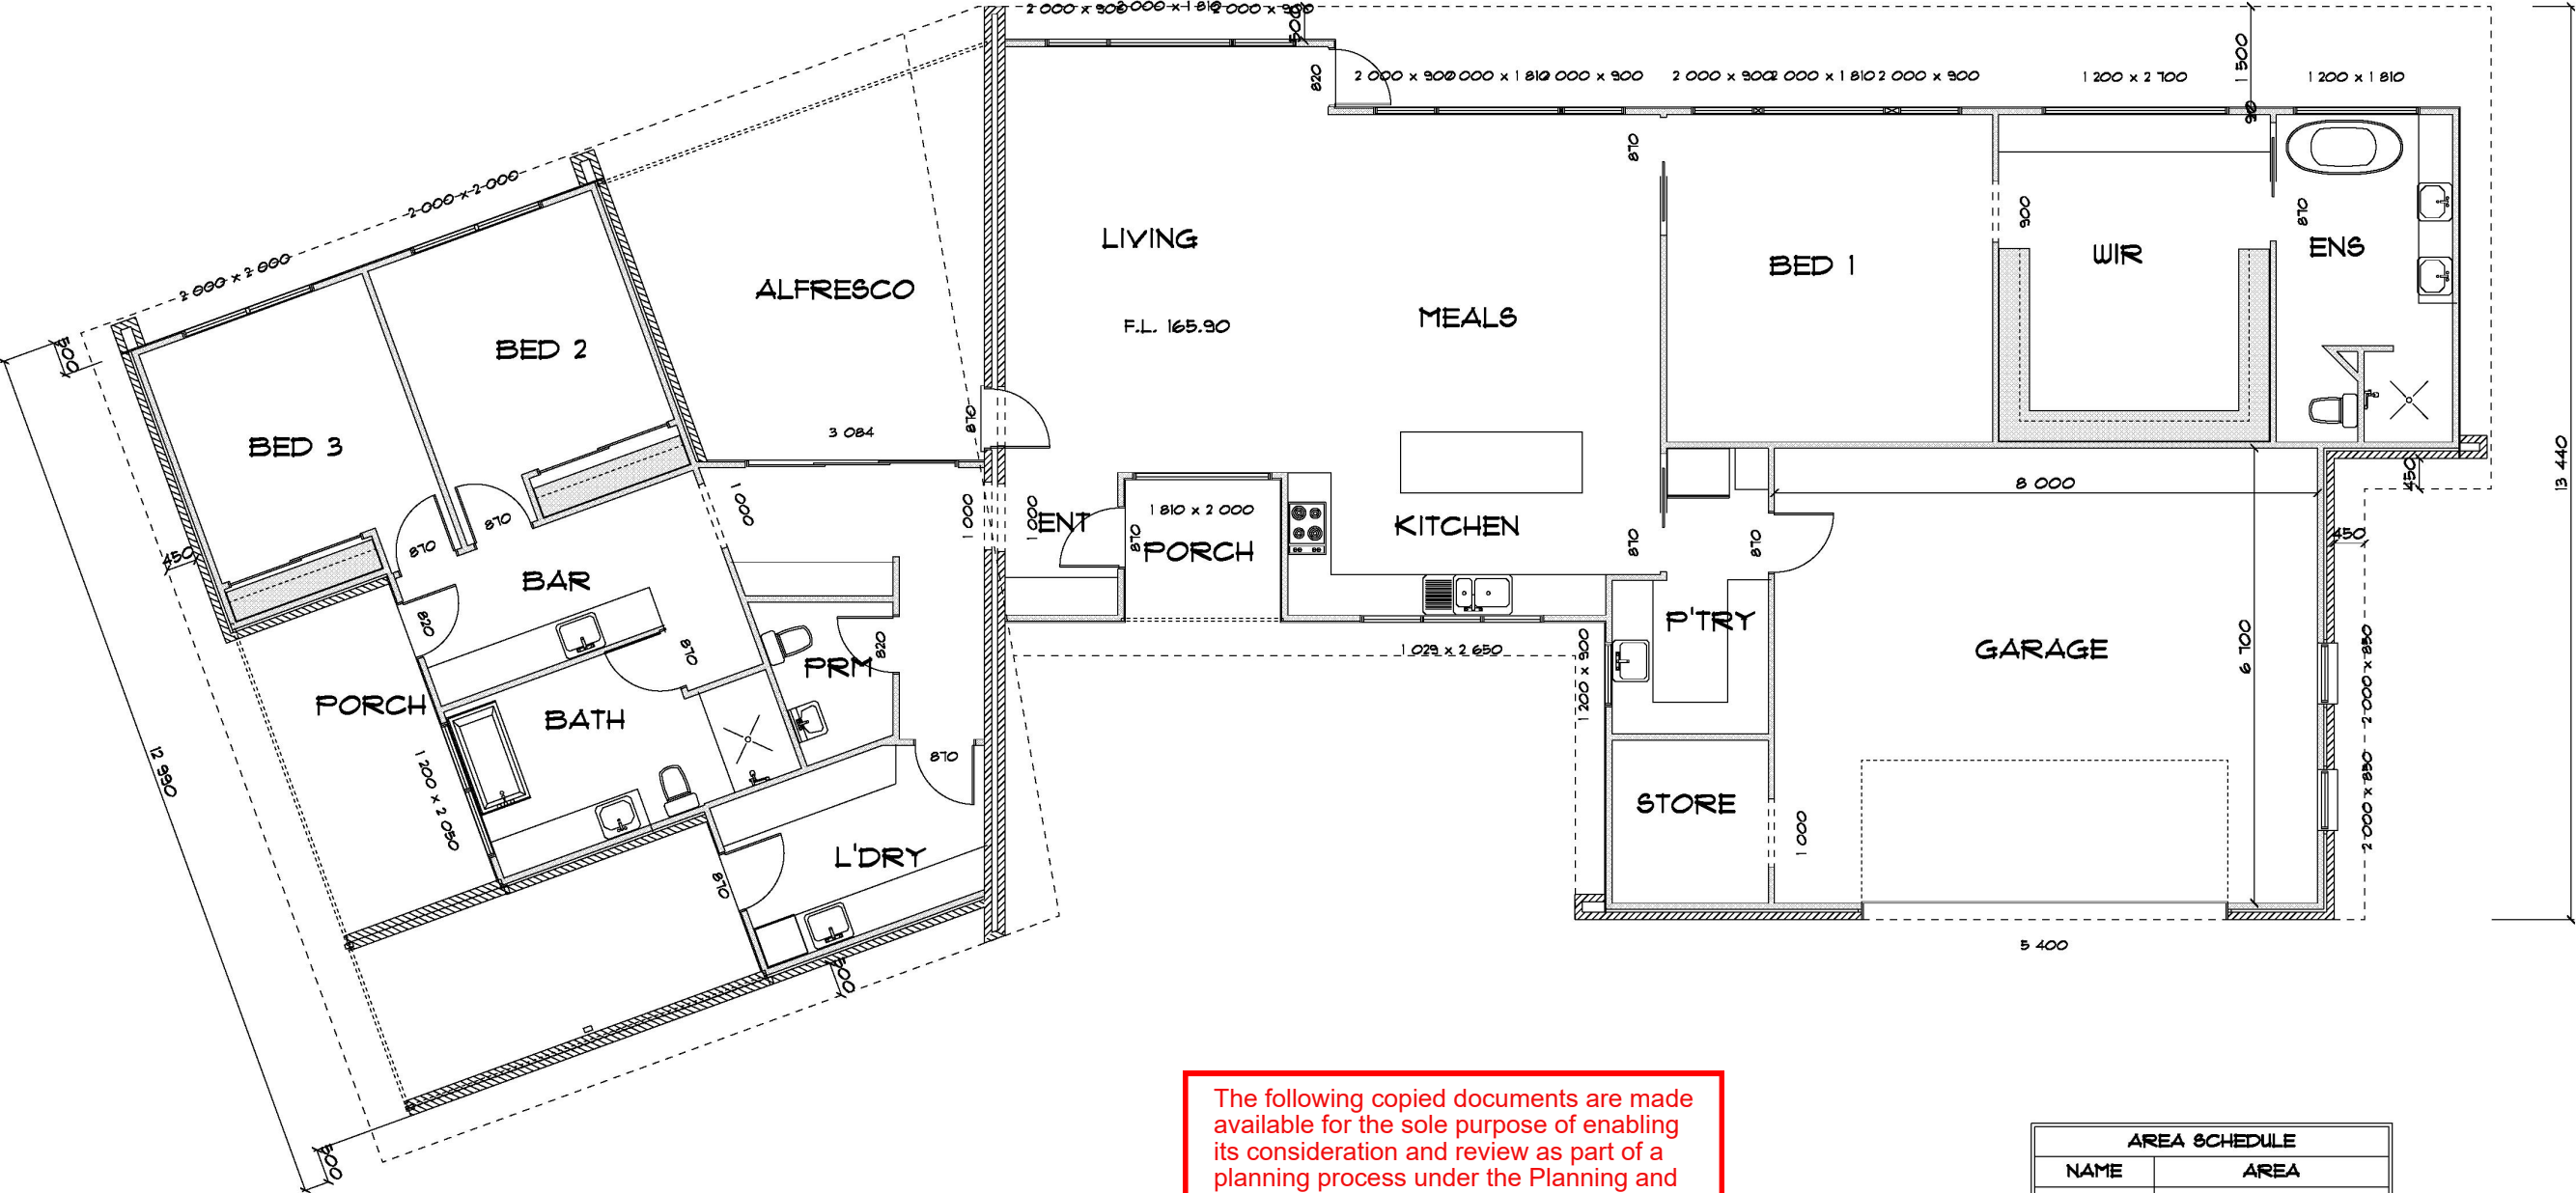 2 000 x 900 2 000 x 1 810 2 000 x 900
500
820
2 000 x 900 2 000 x 1 810 2 000 x 900
2 000 x 900 2 000 x 1 810 2 000 x 900
1 200 x 2 700
1 500
90
1 200 x 1 810
2 000 x 2 000
2 000 x 2 000
500
ALFRESCO
LIVING
F.L. 165.90
MEALS
870
BED 1
900
WIR
870
ENS
BED 2
BED 3
3 084
870
13 440
8 000
450
450
1 000
1 000
1 000
ENT
870
1 810 x 2 000
PORCH
KITCHEN
870
870
870
870
450
BAR
820
870
PRM
820
P'TRY
GARAGE
6 700
2 000 x 850
2 000 x 850
1 029 x 2 650
1 200 x 900
PORCH
BATH
1 200 x 2 050
12 990
870
STORE
1 000
L'DRY
870
5 400
500
500
The following copied documents are made
available for the sole purpose of enabling
its consideration and review as part of a
planning process under the Planning and
AREA SCHEDULE
NAME AREA